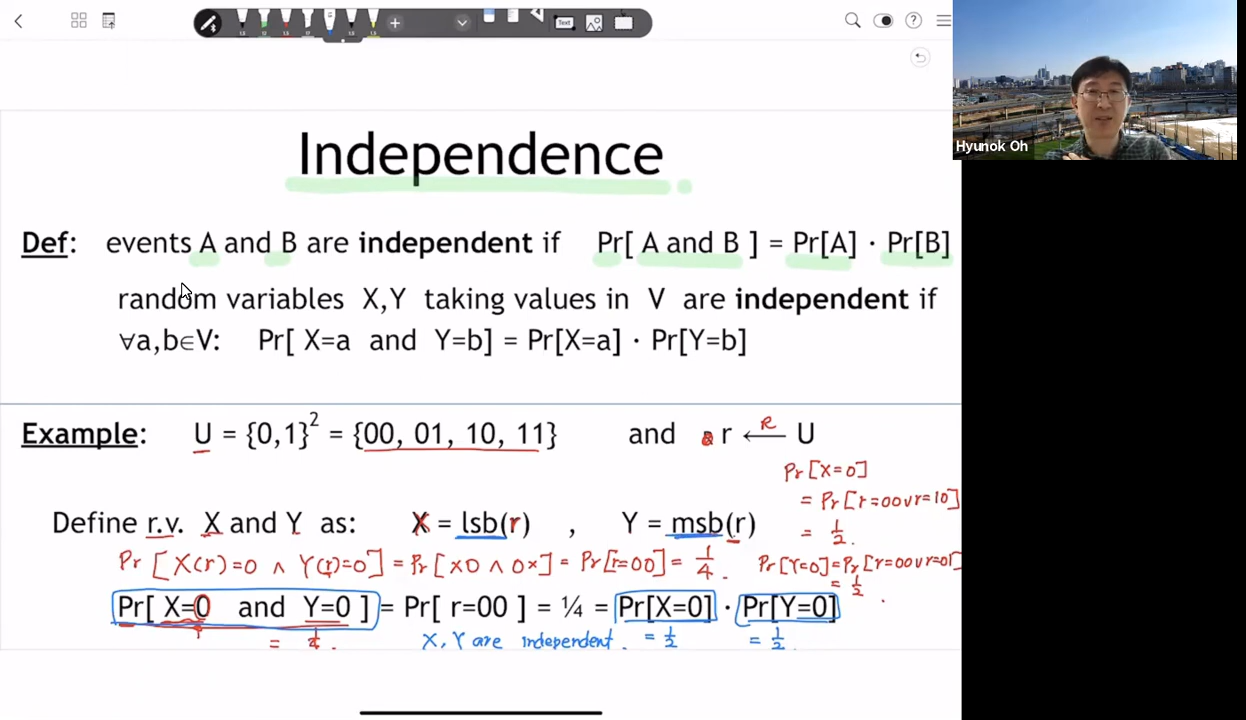 Text
Hyunok Oh
Independence
Def: events A and B are independent if Pr[ A and B ] = Pr[A] · Pr[B]
random variables X,Y taking values in V are independent if
∀a,b∈V: Pr[ X=a and Y=b] = Pr[X=a] · Pr[Y=b]
Example: U = {0,1}² = {00, 01, 10, 11} and r ←R U
Pr[X=0]
= Pr[r=00∨r=10]
= 1/2.
Define r.v. X and Y as: X = lsb(r) , Y = msb(r)
Pr[X(r)=0 ∧ Y(r)=0] = Pr[x0 ∧ 0x] = Pr[r=00] = 1/4.
Pr[Y=0]=Pr[r=00∨r=01]
= 1/2.
Pr[ X=0 and Y=0 ] = Pr[ r=00 ] = ¼ = Pr[X=0] · Pr[Y=0]
= 1/4. X, Y are independent. = 1/2 = 1/2.